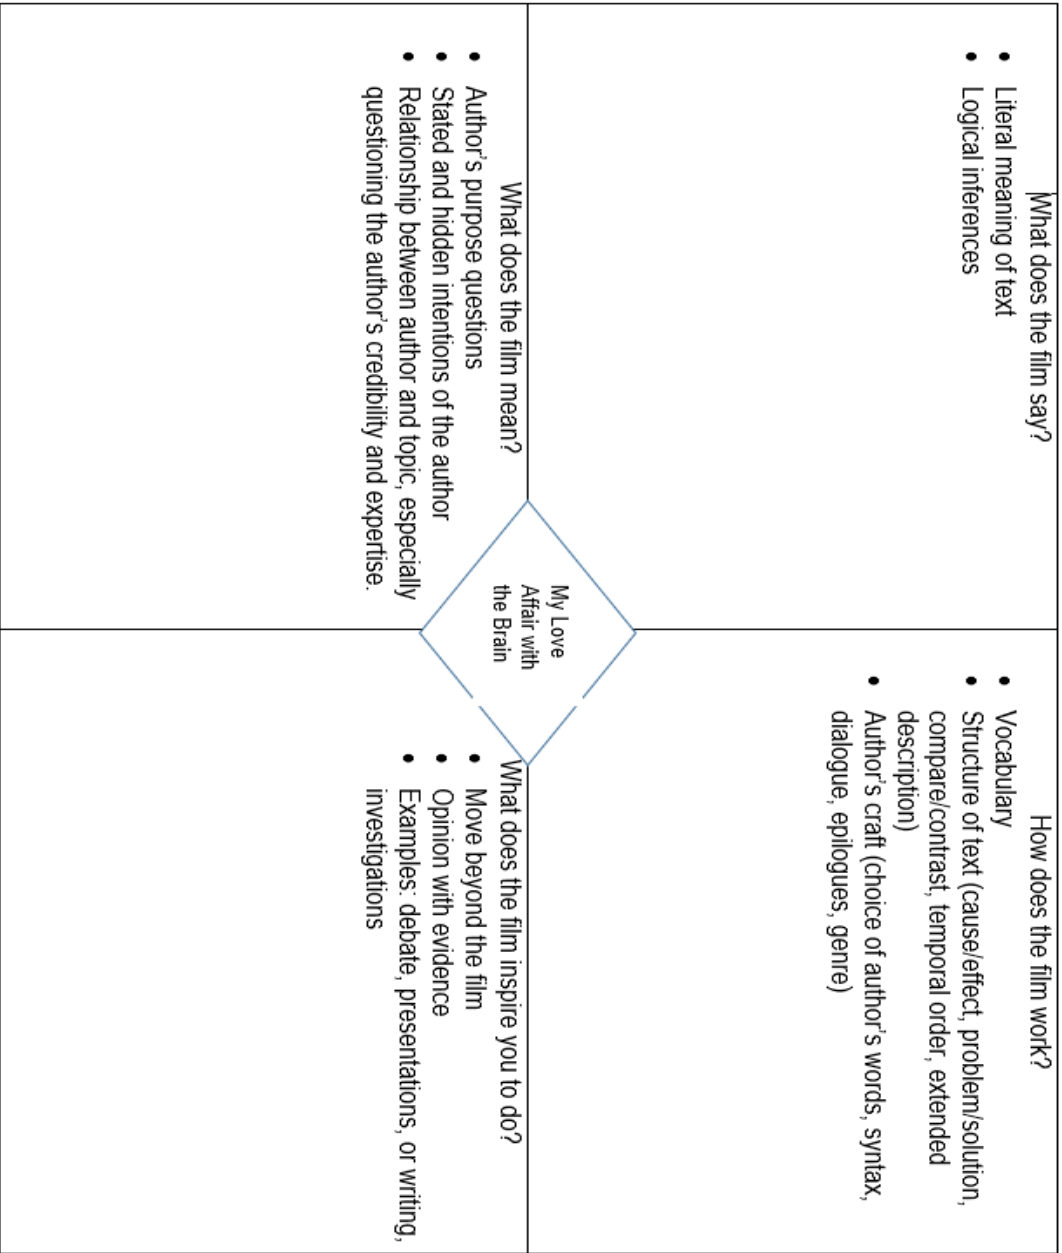 What does the film say?
• Literal meaning of text
• Logical inferences
How does the film work?
• Vocabulary
• Structure of text (cause/effect, problem/solution,
compare/contrast, temporal order, extended
description)
• Author's craft (choice of author's words, syntax,
dialogue, epilogues, genre)
My Love
Affair with
the Brain
What does the film mean?
• Author's purpose questions
• Stated and hidden intentions of the author
• Relationship between author and topic, especially
questioning the author's credibility and expertise.
What does the film inspire you to do?
• Move beyond the film
• Opinion with evidence
• Examples: debate, presentations, or writing,
investigations